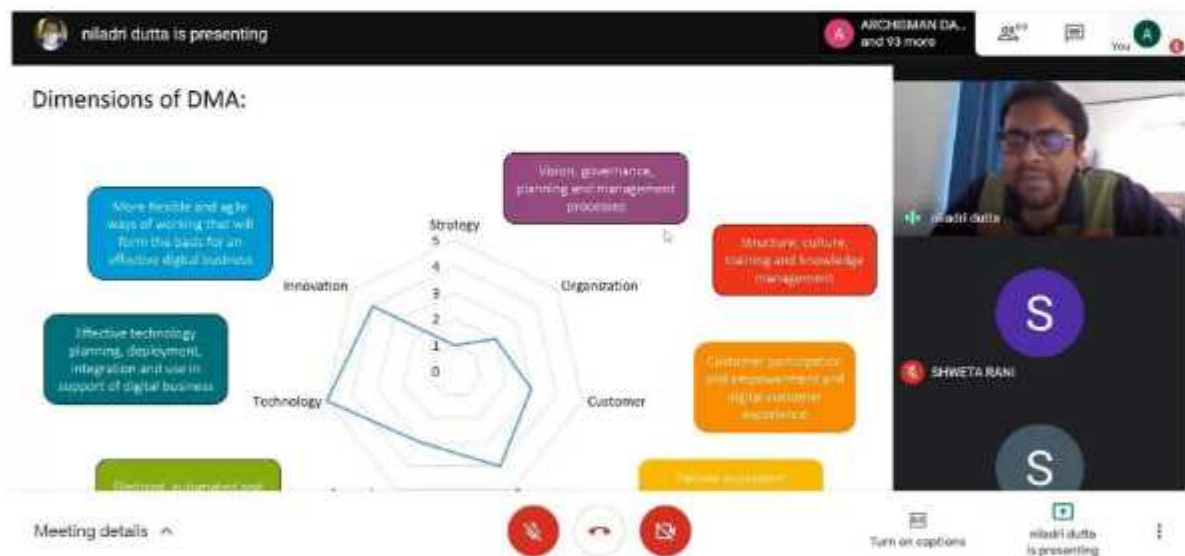 niladri dutta is presenting
A
ARCHISMAN DA...
and 93 more
You
A
Dimensions of DMA:
Vision, governance,
planning and management
processes
More flexible and agile
ways of working that will
form the basis for an
effective digital business
Strategy
5
4
3
2
1
0
Innovation
Organization
Structure, culture,
training and knowledge
management
niladri dutta
Effective technology
planning, deployment,
integration and use in
support of digital business
Technology
Customer
Customer participation
and empowerment and
digital customer
experience
S
SHWETA RANI
S
Meeting details
Turn on captions
niladri dutta
is presenting